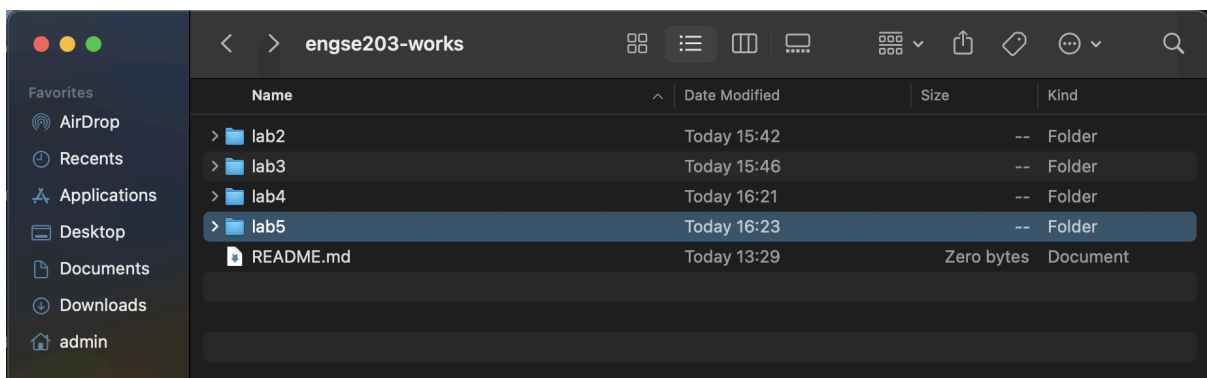 engse203-works
Favorites
AirDrop
Recents
Applications
Desktop
Documents
Downloads
admin
Name Date Modified Size Kind
lab2 Today 15:42 -- Folder
lab3 Today 15:46 -- Folder
lab4 Today 16:21 -- Folder
lab5 Today 16:23 -- Folder
README.md Today 13:29 Zero bytes Document